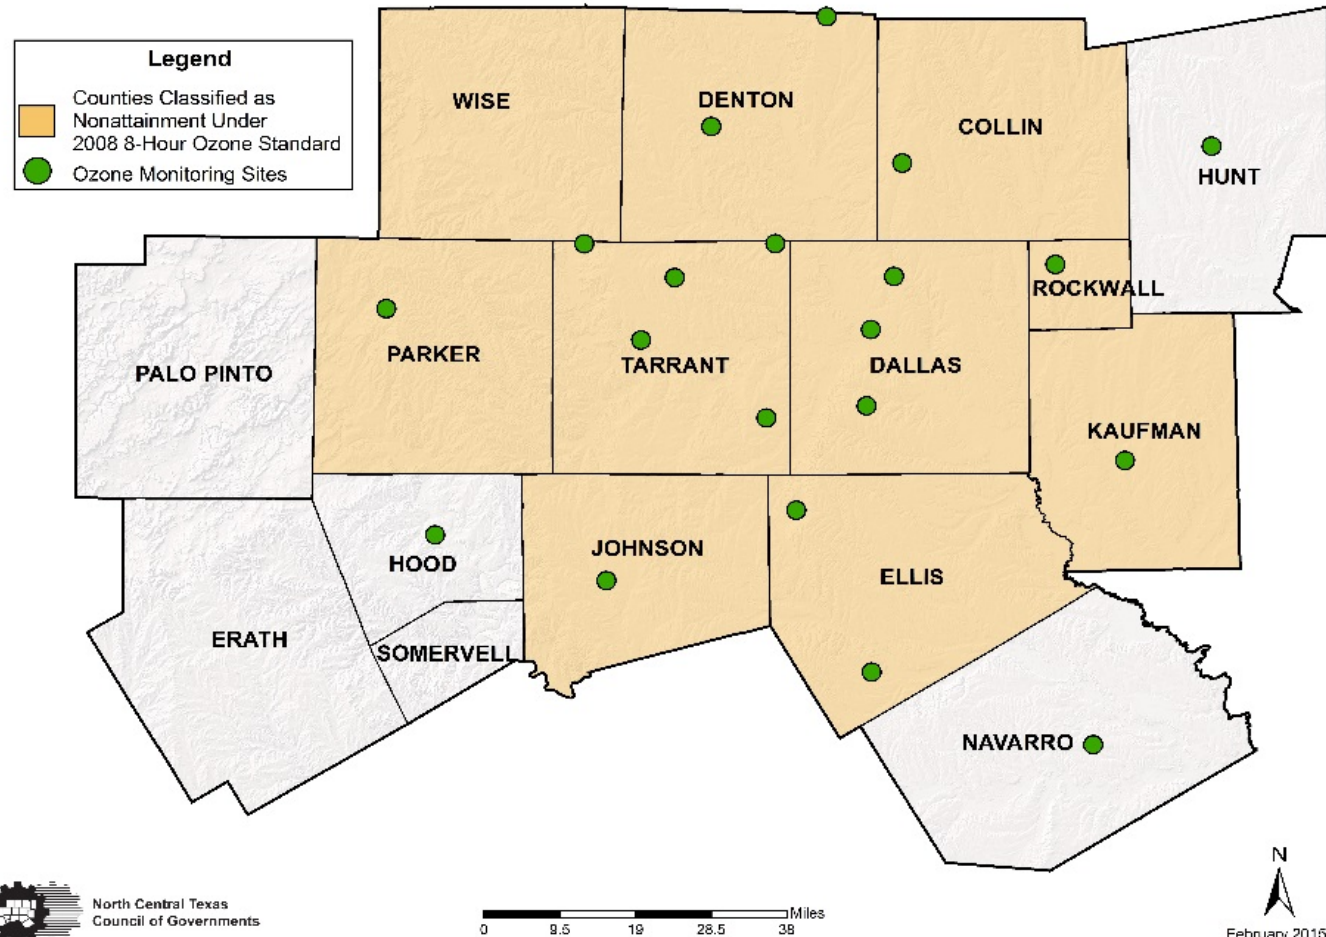 Legend
Counties Classified as
Nonattainment Under
2008 8-Hour Ozone Standard
Ozone Monitoring Sites
WISE
DENTON
COLLIN
HUNT
ROCKWALL
PALO PINTO
PARKER
TARRANT
DALLAS
KAUFMAN
HOOD
JOHNSON
ELLIS
ERATH
SOMERVELL
NAVARRO
North Central Texas
Council of Governments
Miles
0 9.5 19 28.5 38
N
February 2015